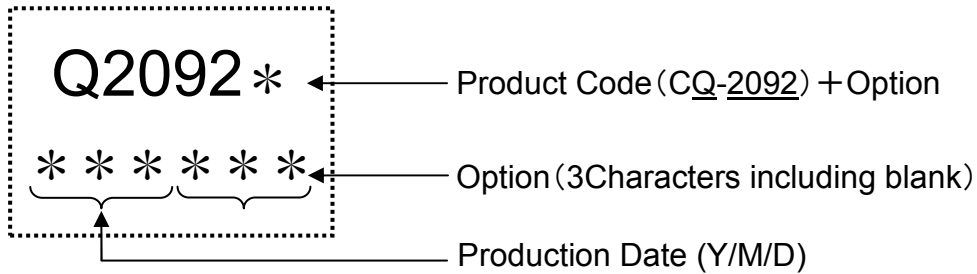 Q2092*
Product Code(CQ-2092)+Option
* * * * * *
Option(3Characters including blank)
Production Date (Y/M/D)